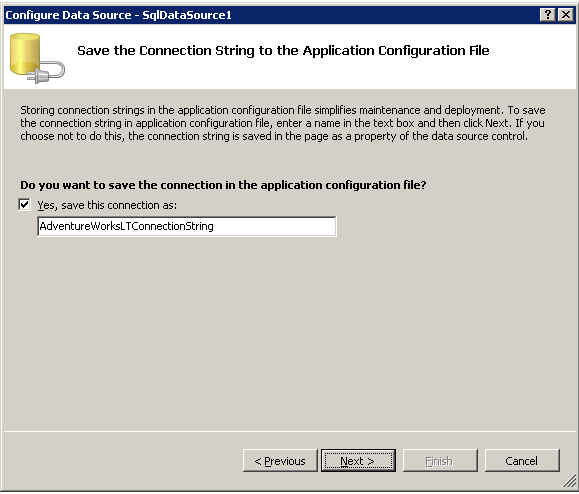 Configure Data Source - SqlDataSource1
Save the Connection String to the Application Configuration File
Storing connection strings in the application configuration file simplifies maintenance and deployment. To save
the connection string in application configuration file, enter a name in the text box and then click Next. If you
choose not to do this, the connection string is saved in the page as a property of the data source control.
Do you want to save the connection in the application configuration file?
Yes, save this connection as:
AdventureWorksLTConnectionString
< Previous Next > Finish Cancel